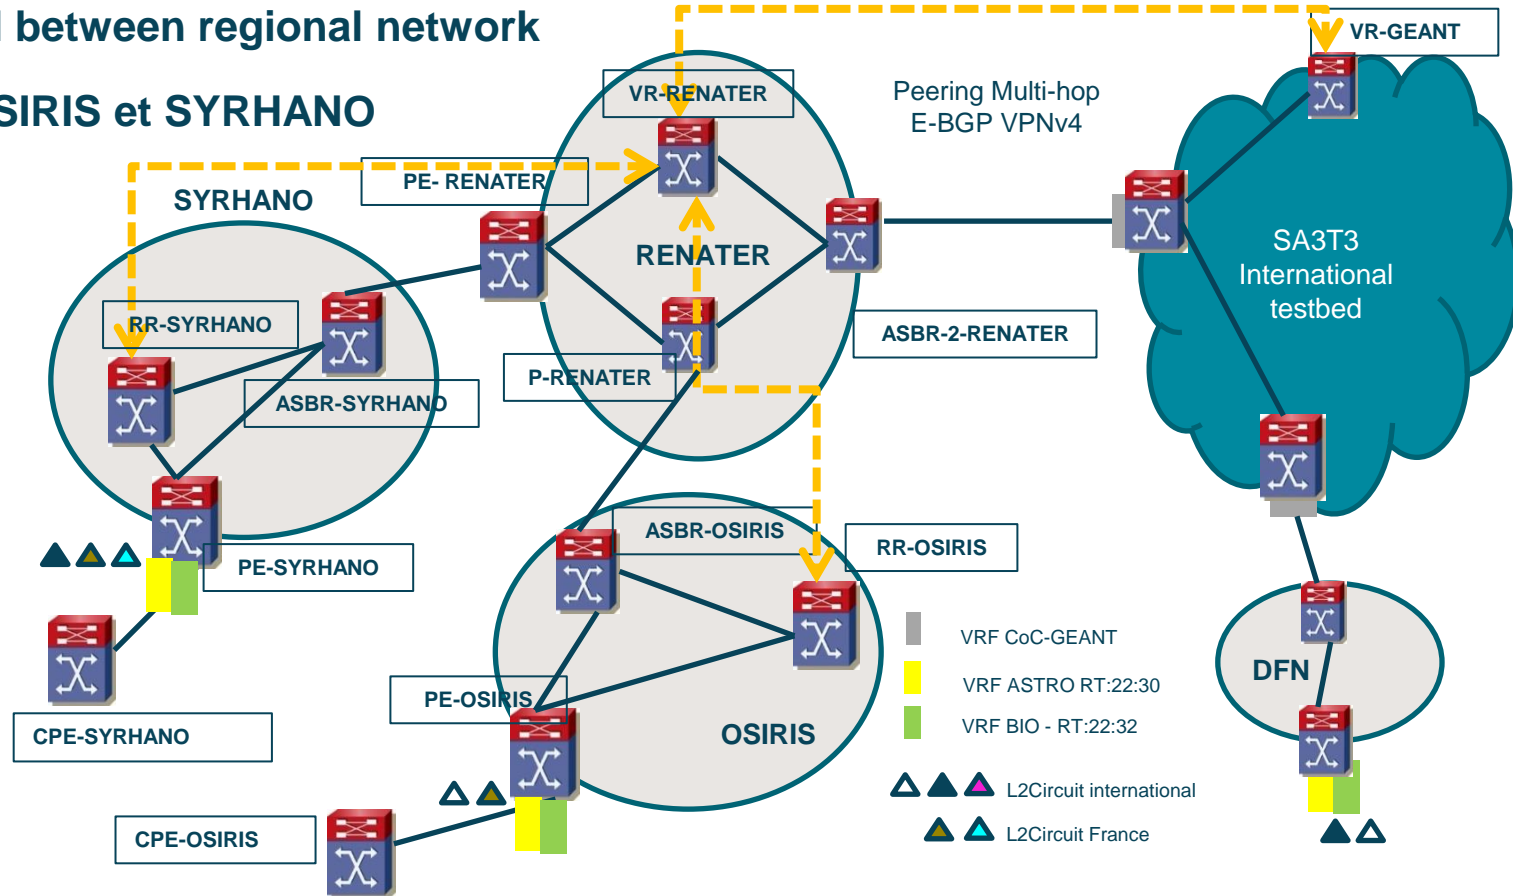 between regional network
SIRIS et SYRHANO
VR-GEANT
VR-RENATER
Peering Multi-hop
E-BGP VPNv4
PE- RENATER
SYRHANO
RENATER
SA3T3
International
testbed
RR-SYRHANO
ASBR-2-RENATER
P-RENATER
ASBR-SYRHANO
ASBR-OSIRIS
RR-OSIRIS
PE-SYRHANO
VRF CoC-GEANT
DFN
VRF ASTRO RT:22:30
PE-OSIRIS
VRF BIO - RT:22:32
OSIRIS
CPE-SYRHANO
L2Circuit international
L2Circuit France
CPE-OSIRIS